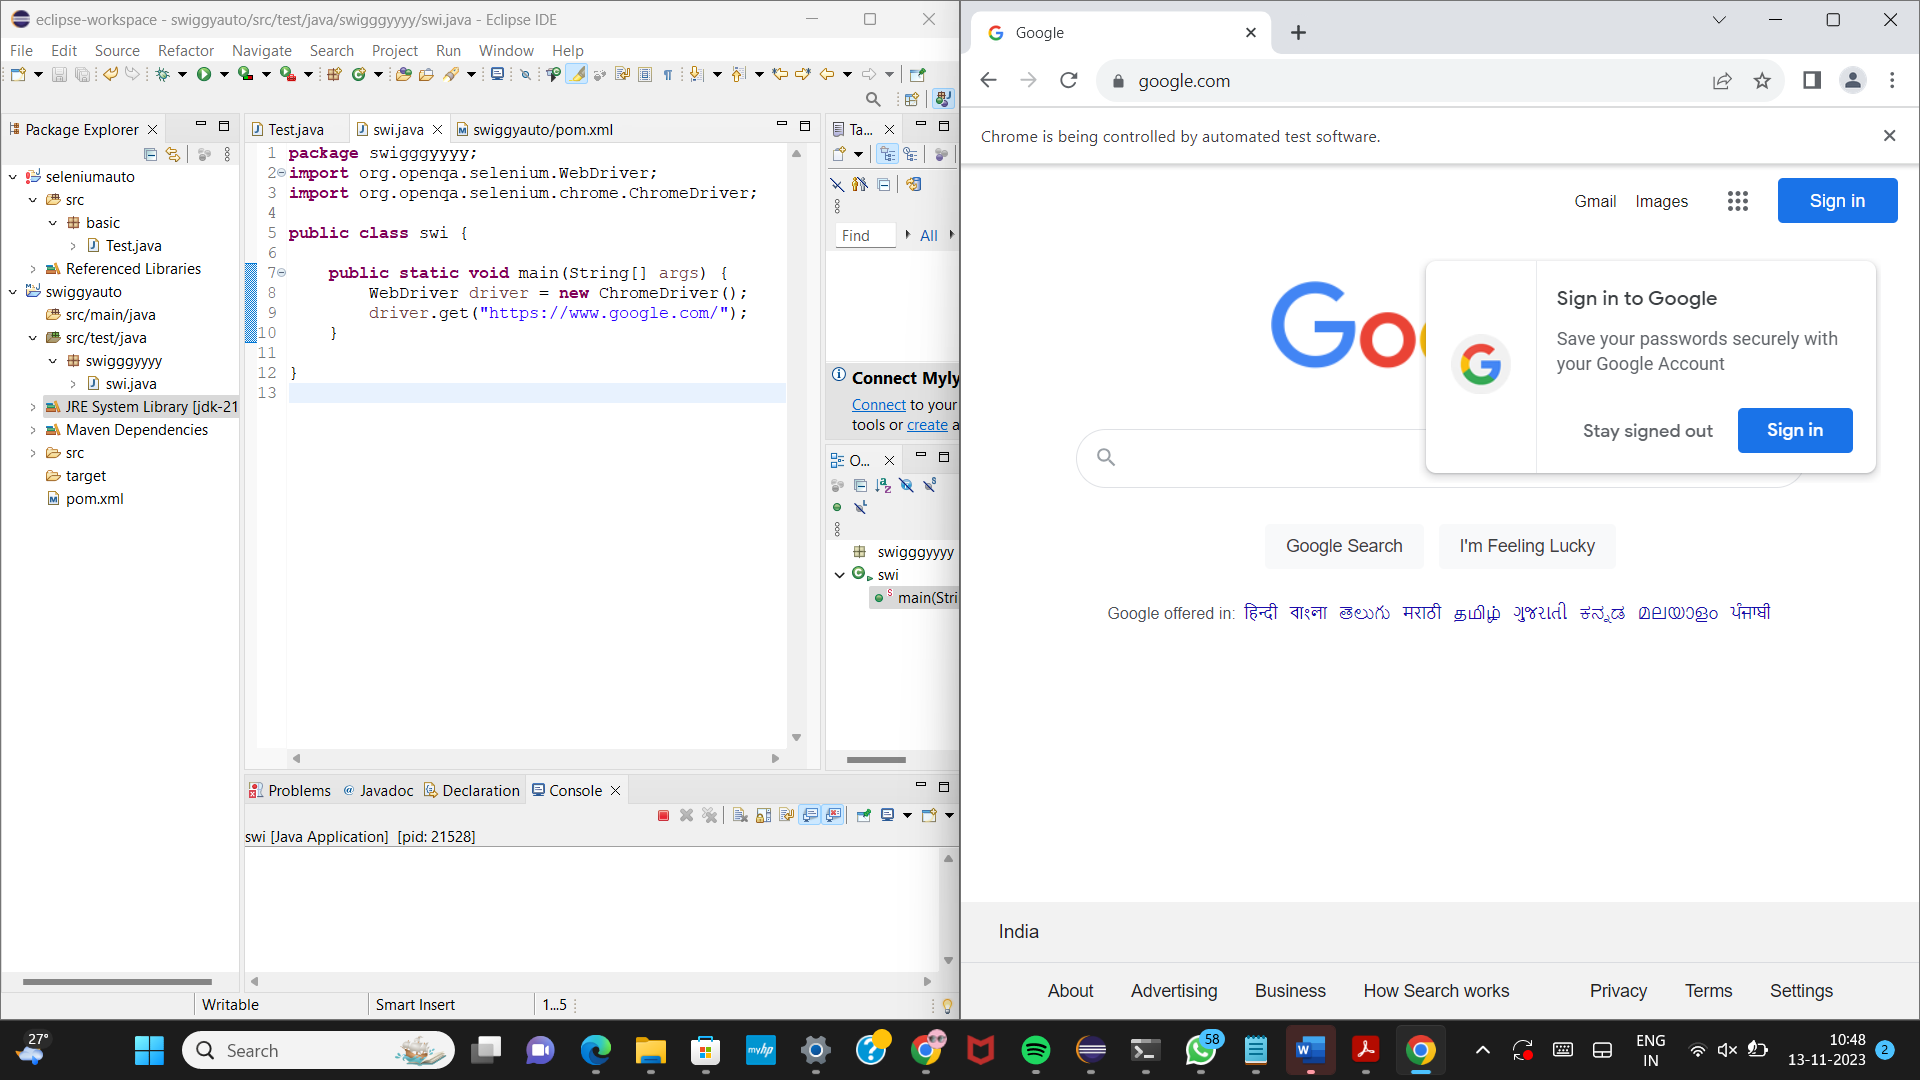 eclipse-workspace - swiggyauto/src/test/java/swigggyyyy/swi.java - Eclipse IDE
File Edit Source Refactor Navigate Search Project Run Window Help
Package Explorer
seleniumauto
src
basic
Test.java
Referenced Libraries
swiggyauto
src/main/java
src/test/java
swigggyyyy
swi.java
JRE System Library [jdk-21
Maven Dependencies
src
target
pom.xml
Test.java swi.java swiggyauto/pom.xml
1 package swigggyyyy;
2 import org.openqa.selenium.WebDriver;
3 import org.openqa.selenium.chrome.ChromeDriver;
4
5 public class swi {
6
7 public static void main(String[] args) {
8 WebDriver driver = new ChromeDriver();
9 driver.get("https://www.google.com/");
10 }
11
12 }
13
Ta...
Find All
Connect Myly
Connect to your
tools or create a
O...
swigggyyyy
swi
main(Stri
Problems Javadoc Declaration Console
swi [Java Application] [pid: 21528]
Writable Smart Insert 1...5
Google
google.com
Chrome is being controlled by automated test software.
Gmail Images Sign in
Goo
Sign in to Google
Save your passwords securely with
your Google Account
Stay signed out Sign in
Google Search I'm Feeling Lucky
Google offered in: हिन्दी বাংলা తెలుగు मराठी தமிழ் ગુજરાતી ಕನ್ನಡ മലയാളം ਪੰਜਾਬੀ
India
About Advertising Business How Search works Privacy Terms Settings
27°
Search
myhp
58
ENG
IN
10:48
13-11-2023
2